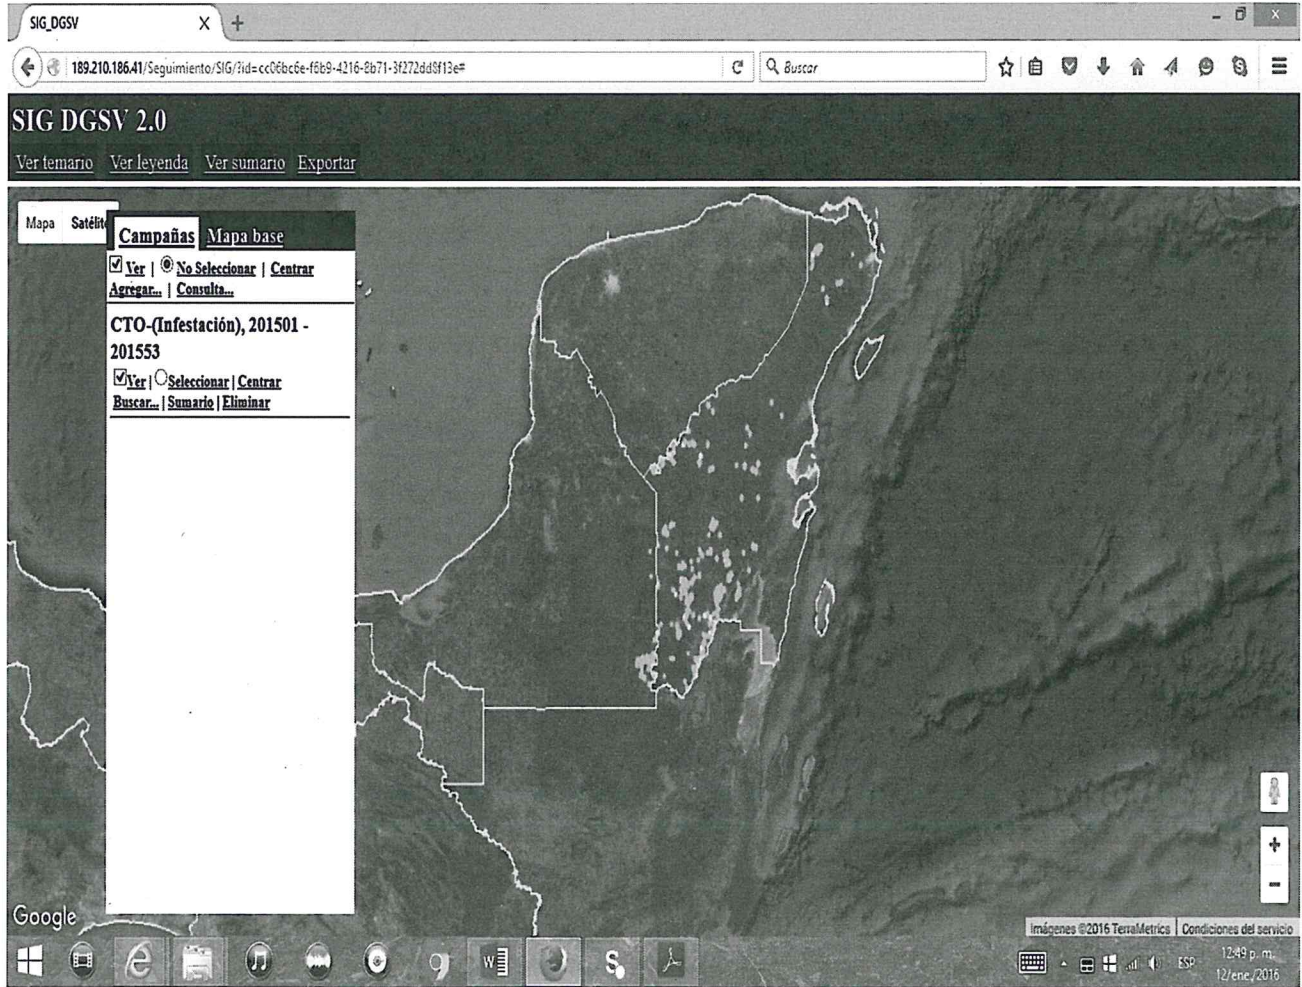 SIG_DGSV X +
189.210.186.41/Seguimiento/SIG/?id=cc06bc6e-f6b9-4216-8b71-3f272dd8f13e# Buscar
SIG DGSV 2.0
Ver temario Ver leyenda Ver sumario Exportar
Mapa Satélite
Campañas Mapa base
Ver | No Seleccionar | Centrar
Agregar... | Consulta...
CTO-(Infestación), 201501 -
201553
Ver | Seleccionar | Centrar
Buscar... | Sumario | Eliminar
Google
Imágenes ©2016 TerraMetrics | Condiciones del servicio
ESP
12:49 p. m.
12/ene./2016